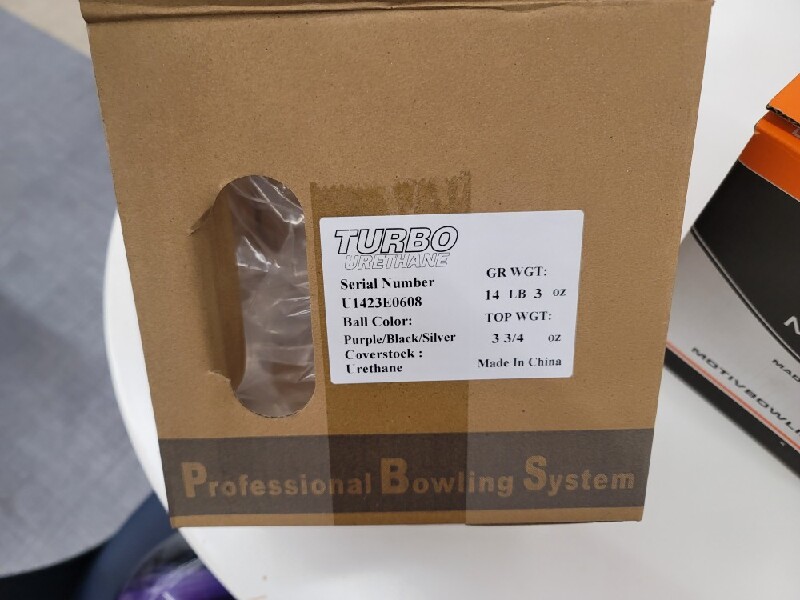 TURBO
URETHANE
Serial Number
U1423E0608
Ball Color:
Purple/Black/Silver
Coverstock :
Urethane
GR WGT:
14 LB 3 oz
TOP WGT:
3 3/4 oz
Made In China
Professional Bowling System
MOTIVBOWLI
MAD